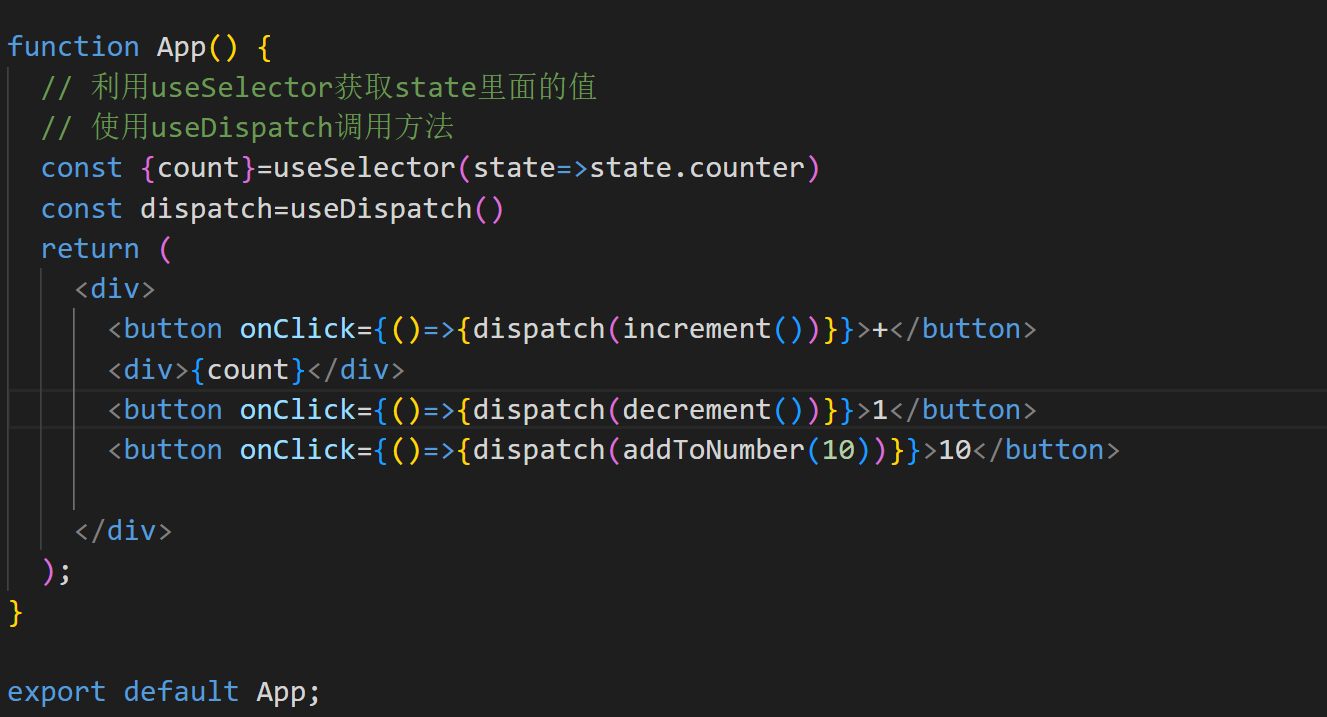 function App() {
  // 利用useSelector获取state里面的值
  // 使用useDispatch调用方法
  const {count}=useSelector(state=>state.counter)
  const dispatch=useDispatch()
  return (
    <div>
      <button onClick={()=>{dispatch(increment())}}>+</button>
      <div>{count}</div>
      <button onClick={()=>{dispatch(decrement())}}>1</button>
      <button onClick={()=>{dispatch(addToNumber(10))}}>10</button>
    </div>
  );
}
export default App;